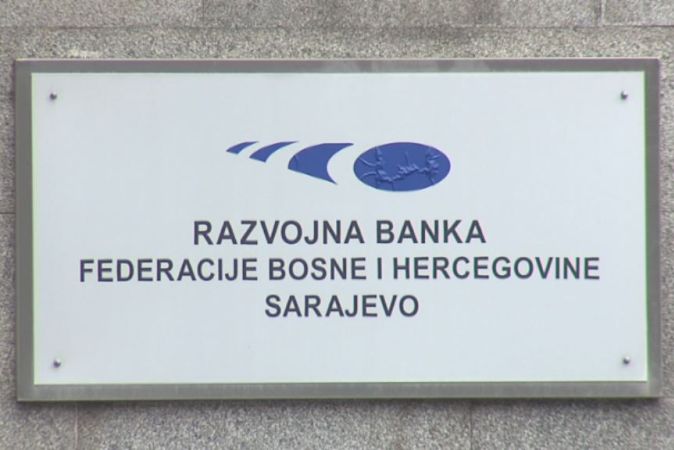 RAZVOJNA BANKA
FEDERACIJE BOSNE I HERCEGOVINE
SARAJEVO